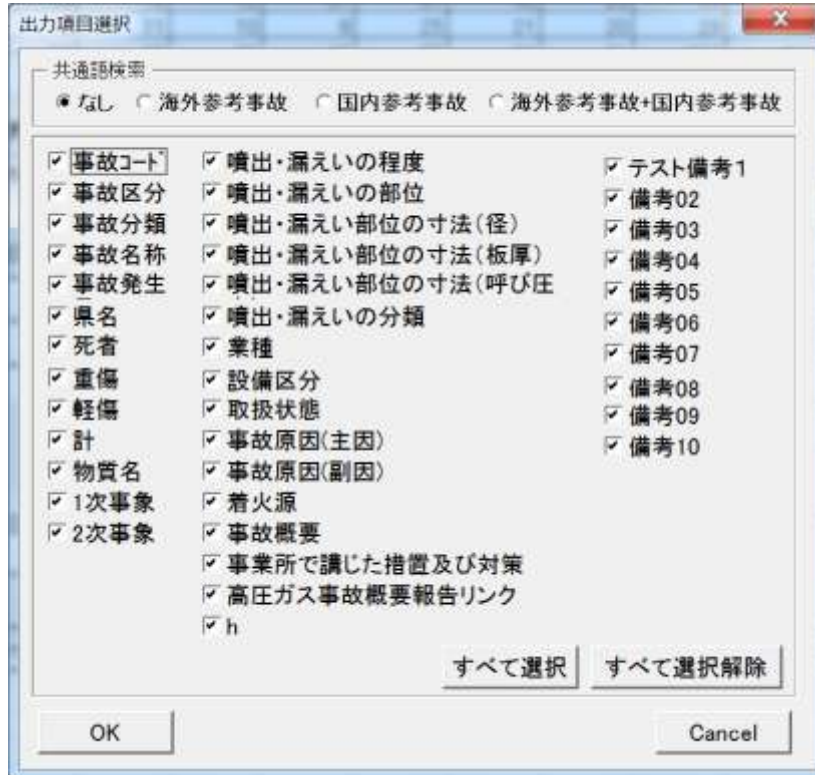 出力項目選択
共通語検索
なし 海外参考事故 国内参考事故 海外参考事故+国内参考事故
事故コード
事故区分
事故分類
事故名称
事故発生
県名
死者
重傷
軽傷
計
物質名
1次事象
2次事象
噴出・漏えいの程度
噴出・漏えいの部位
噴出・漏えい部位の寸法(径)
噴出・漏えい部位の寸法(板厚)
噴出・漏えい部位の寸法(呼び圧
噴出・漏えいの分類
業種
設備区分
取扱状態
事故原因(主因)
事故原因(副因)
着火源
事故概要
事業所で講じた措置及び対策
高圧ガス事故概要報告リンク
h
テスト備考1
備考02
備考03
備考04
備考05
備考06
備考07
備考08
備考09
備考10
すべて選択 すべて選択解除
OK Cancel